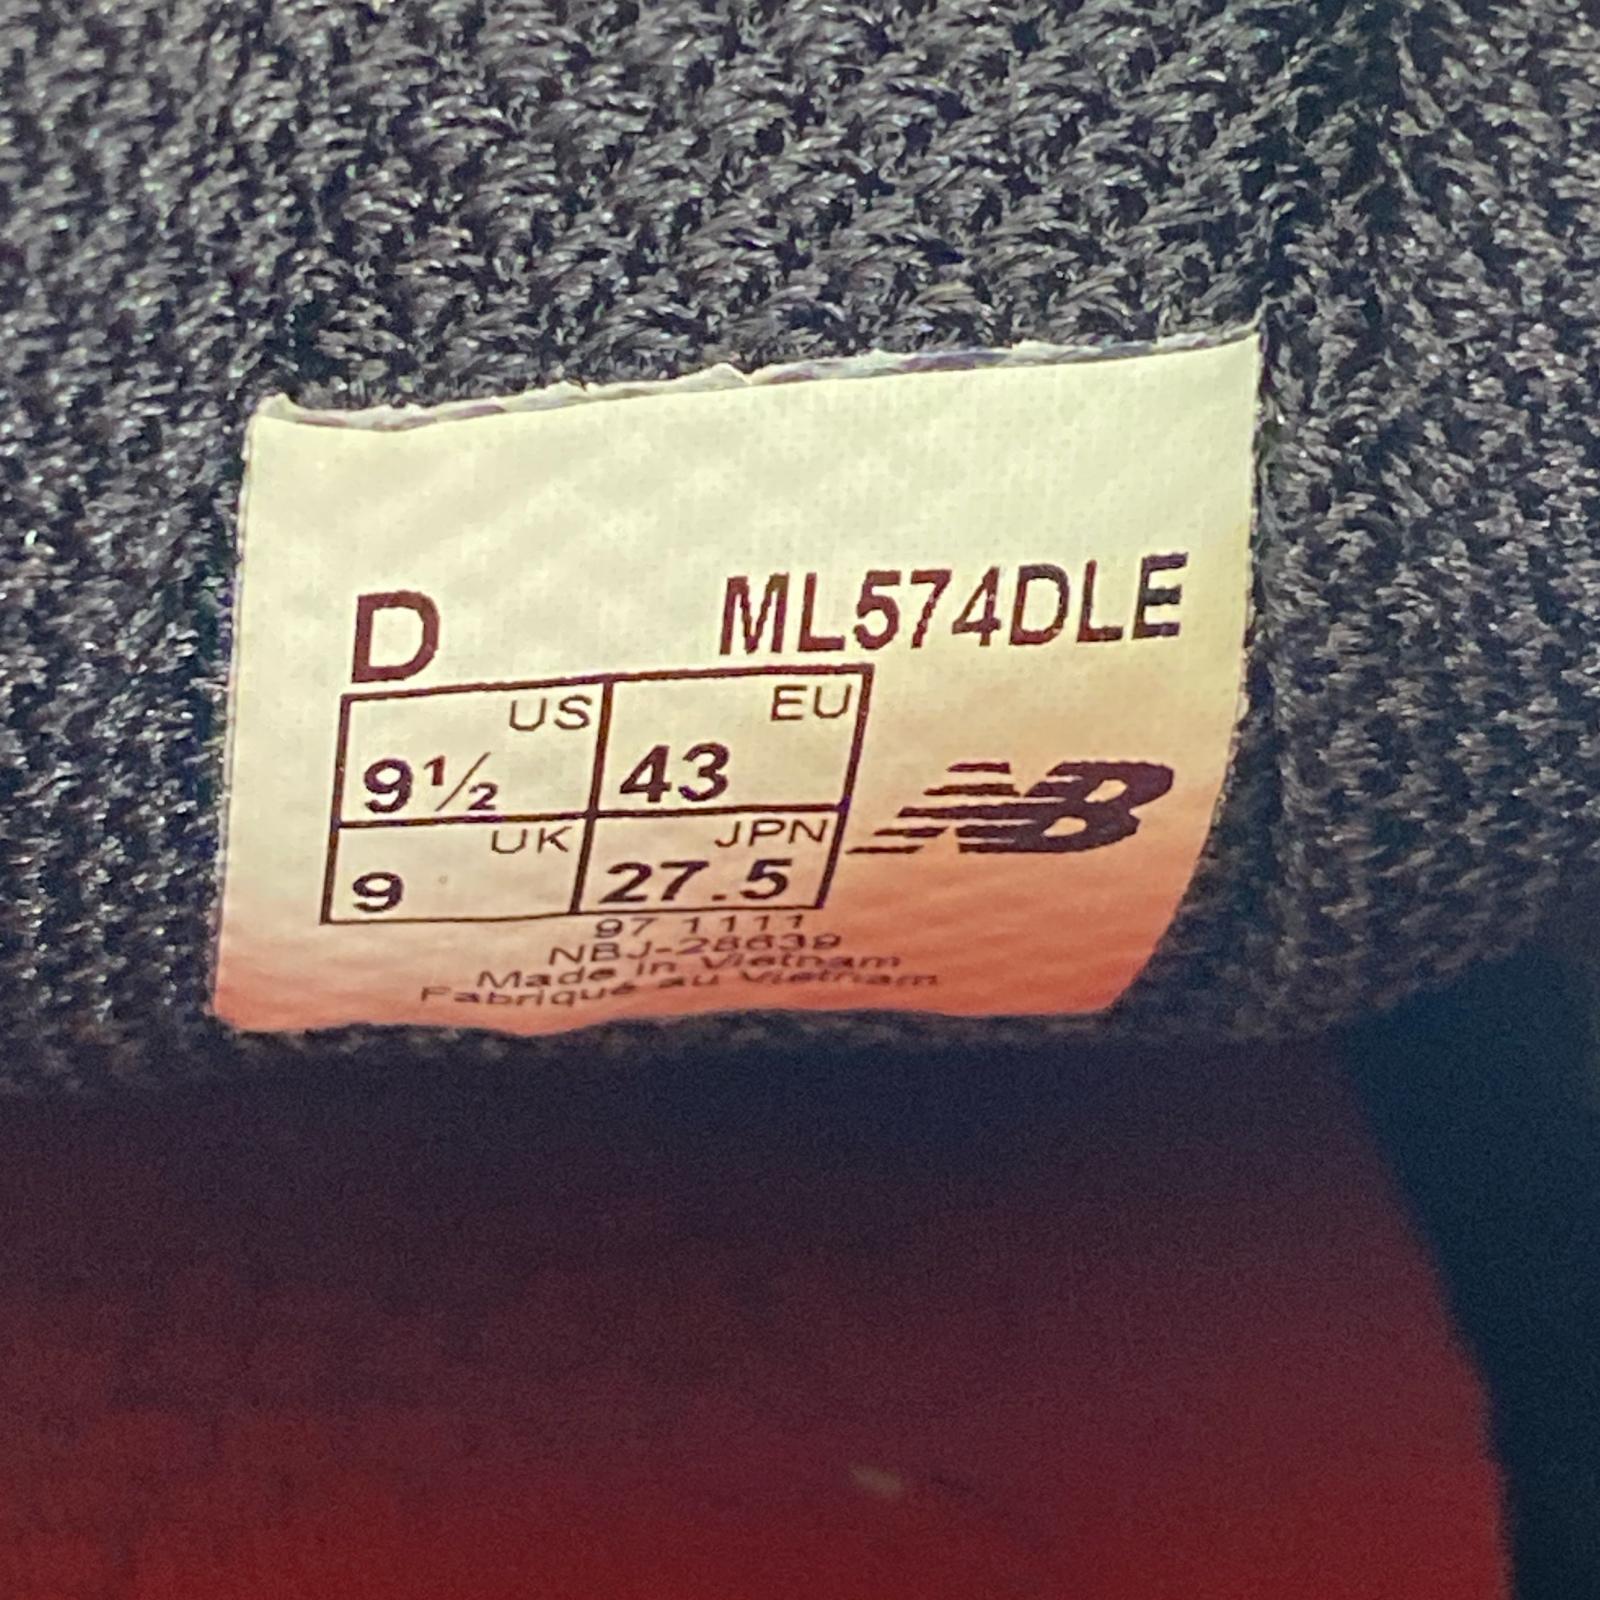 D ML574DLE
US EU
9½ 43
UK JPN
9 27.5
NB
97 1111
NBJ-28639
Made in Vietnam
Fabriqué au Vietnam